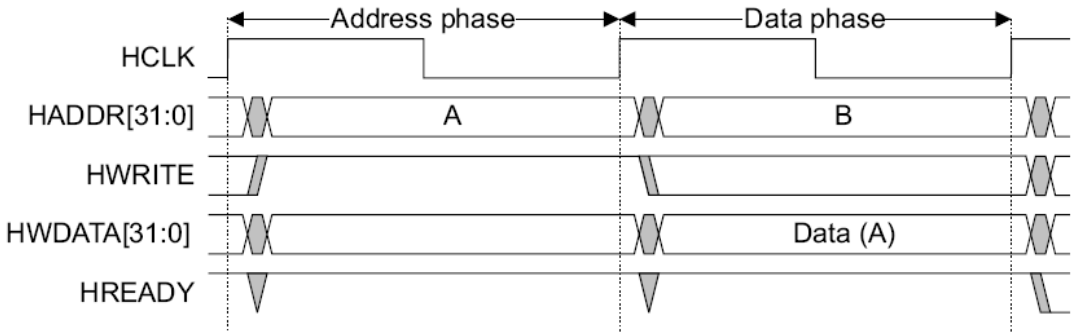 Address phase Data phase
HCLK
HADDR[31:0] A B
HWRITE
HWDATA[31:0] Data (A)
HREADY